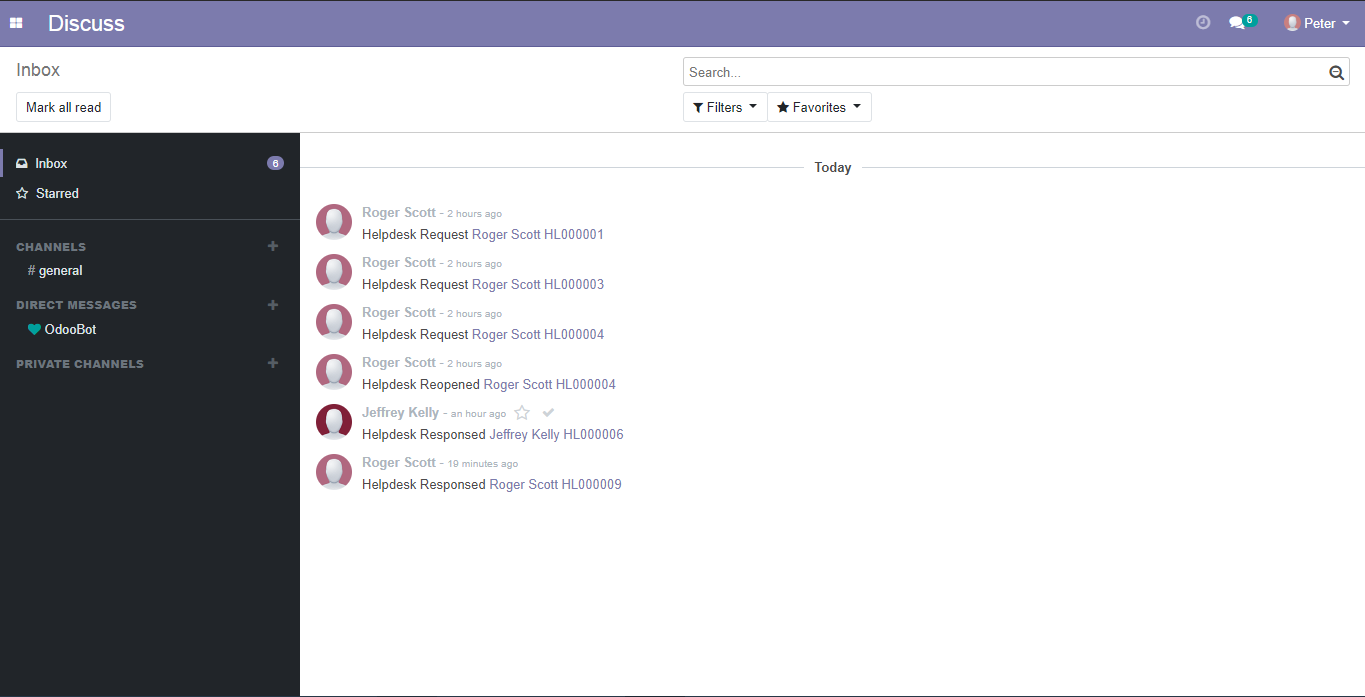 Discuss
6
Peter
Inbox
Search...
Mark all read
Filters
Favorites
Inbox
6
Starred
CHANNELS
# general
DIRECT MESSAGES
OdooBot
PRIVATE CHANNELS
Today
Roger Scott - 2 hours ago
Helpdesk Request Roger Scott HL000001
Roger Scott - 2 hours ago
Helpdesk Request Roger Scott HL000003
Roger Scott - 2 hours ago
Helpdesk Request Roger Scott HL000004
Roger Scott - 2 hours ago
Helpdesk Reopened Roger Scott HL000004
Jeffrey Kelly - an hour ago
Helpdesk Responsed Jeffrey Kelly HL000006
Roger Scott - 19 minutes ago
Helpdesk Responsed Roger Scott HL000009